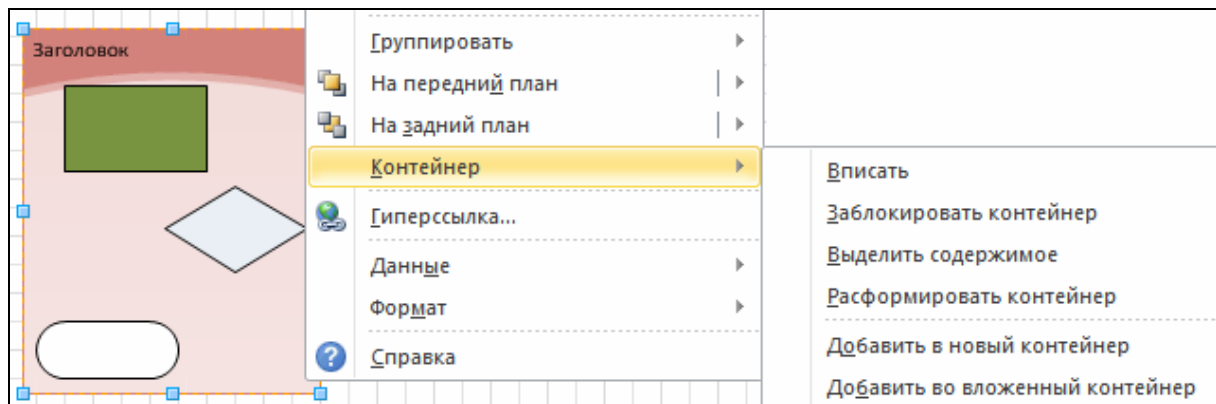 Заголовок
Группировать
На передний план
На задний план
Контейнер
Гиперссылка...
Данные
Формат
Справка
Вписать
Заблокировать контейнер
Выделить содержимое
Расформировать контейнер
Добавить в новый контейнер
Добавить во вложенный контейнер